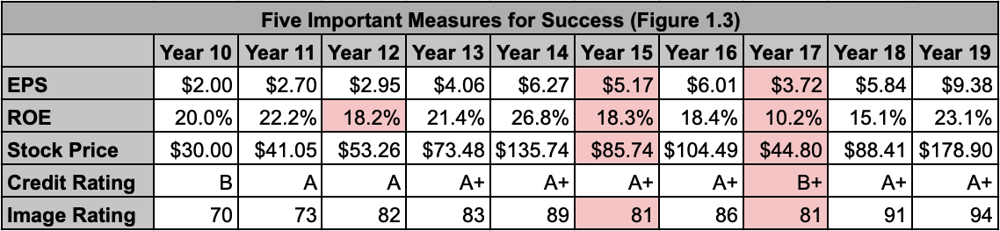 Five Important Measures for Success (Figure 1.3)
Year 10 Year 11 Year 12 Year 13 Year 14 Year 15 Year 16 Year 17 Year 18 Year 19
EPS $2.00 $2.70 $2.95 $4.06 $6.27 $5.17 $6.01 $3.72 $5.84 $9.38
ROE 20.0% 22.2% 18.2% 21.4% 26.8% 18.3% 18.4% 10.2% 15.1% 23.1%
Stock Price $30.00 $41.05 $53.26 $73.48 $135.74 $85.74 $104.49 $44.80 $88.41 $178.90
Credit Rating B A A A+ A+ A+ A+ B+ A+ A+
Image Rating 70 73 82 83 89 81 86 81 91 94